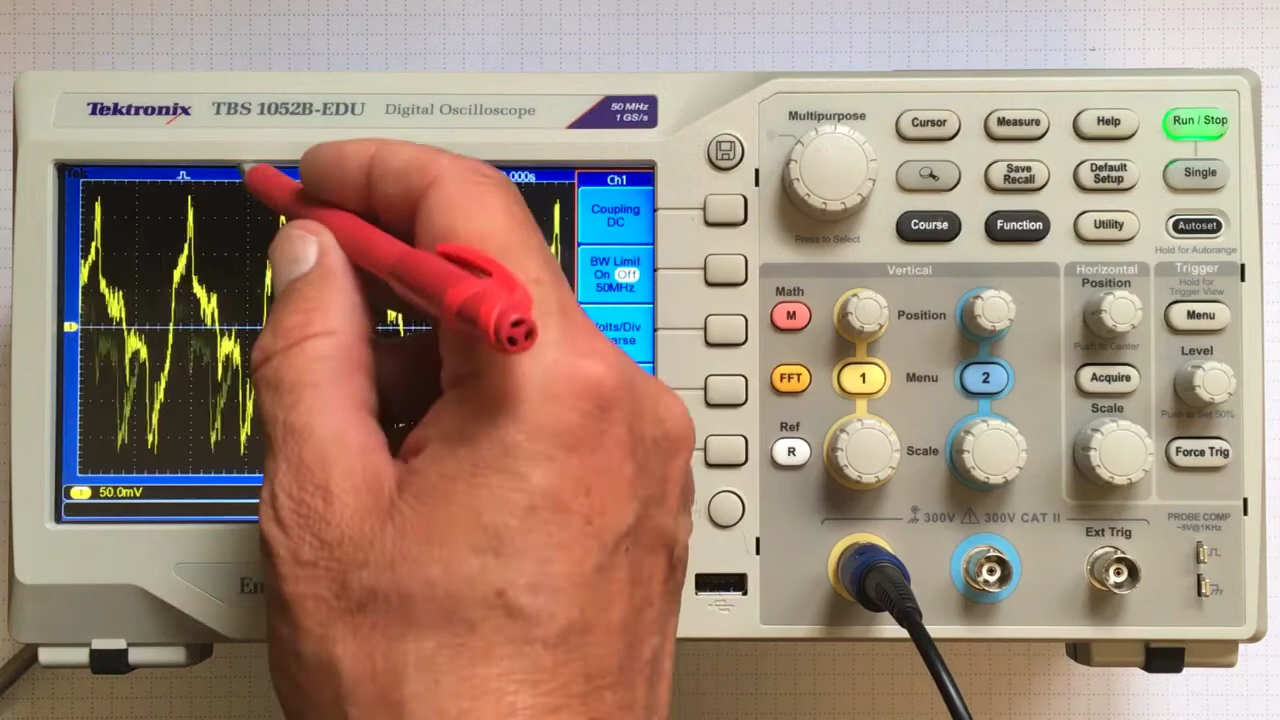 Tektronix TBS 1052B-EDU Digital Oscilloscope
50 MHz
1 GS/s
Tek
Ch1
Coupling
DC
BW Limit
On Off
50MHz
1
1 50.0mV
Multipurpose
Press to Select
Cursor
Measure
Help
Run / Stop
Save
Recall
Default
Setup
Single
Course
Function
Utility
Autoset
Hold for Autorange
Vertical
Math
M
Position
FFT
1
Menu
2
Ref
R
Scale
Horizontal
Position
Push to Center
Acquire
Scale
Trigger
Hold for
Trigger View
Menu
Level
Push to Set 50%
Force Trig
300V
300V CAT II
Ext Trig
PROBE COMP
~5V@1KHz